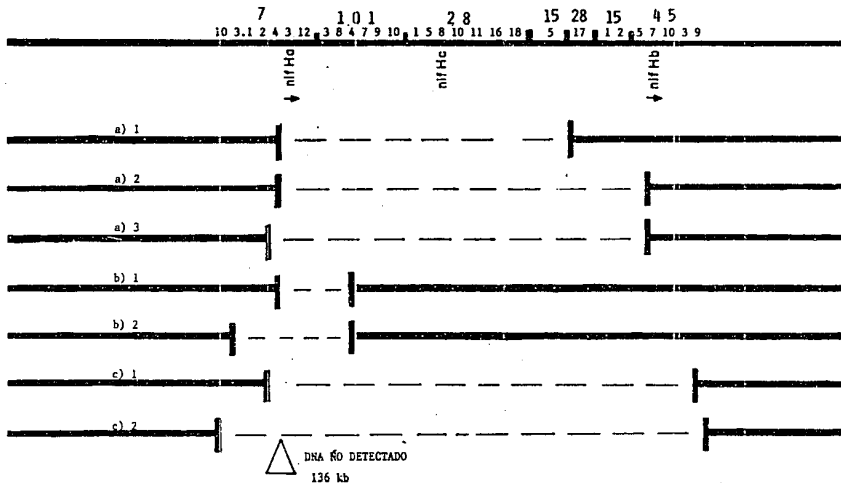 7 1 0 1 2 8 15 28 15 4 5
10 3.1 2 4 3 12 3 8 4 7 9 10 1 5 8 10 11 16 18 5 17 1 2 5 7 10 3 9
nif Ha
nif Hc
nif Hb
a) 1
a) 2
a) 3
b) 1
b) 2
c) 1
c) 2
DNA NO DETECTADO
136 kb